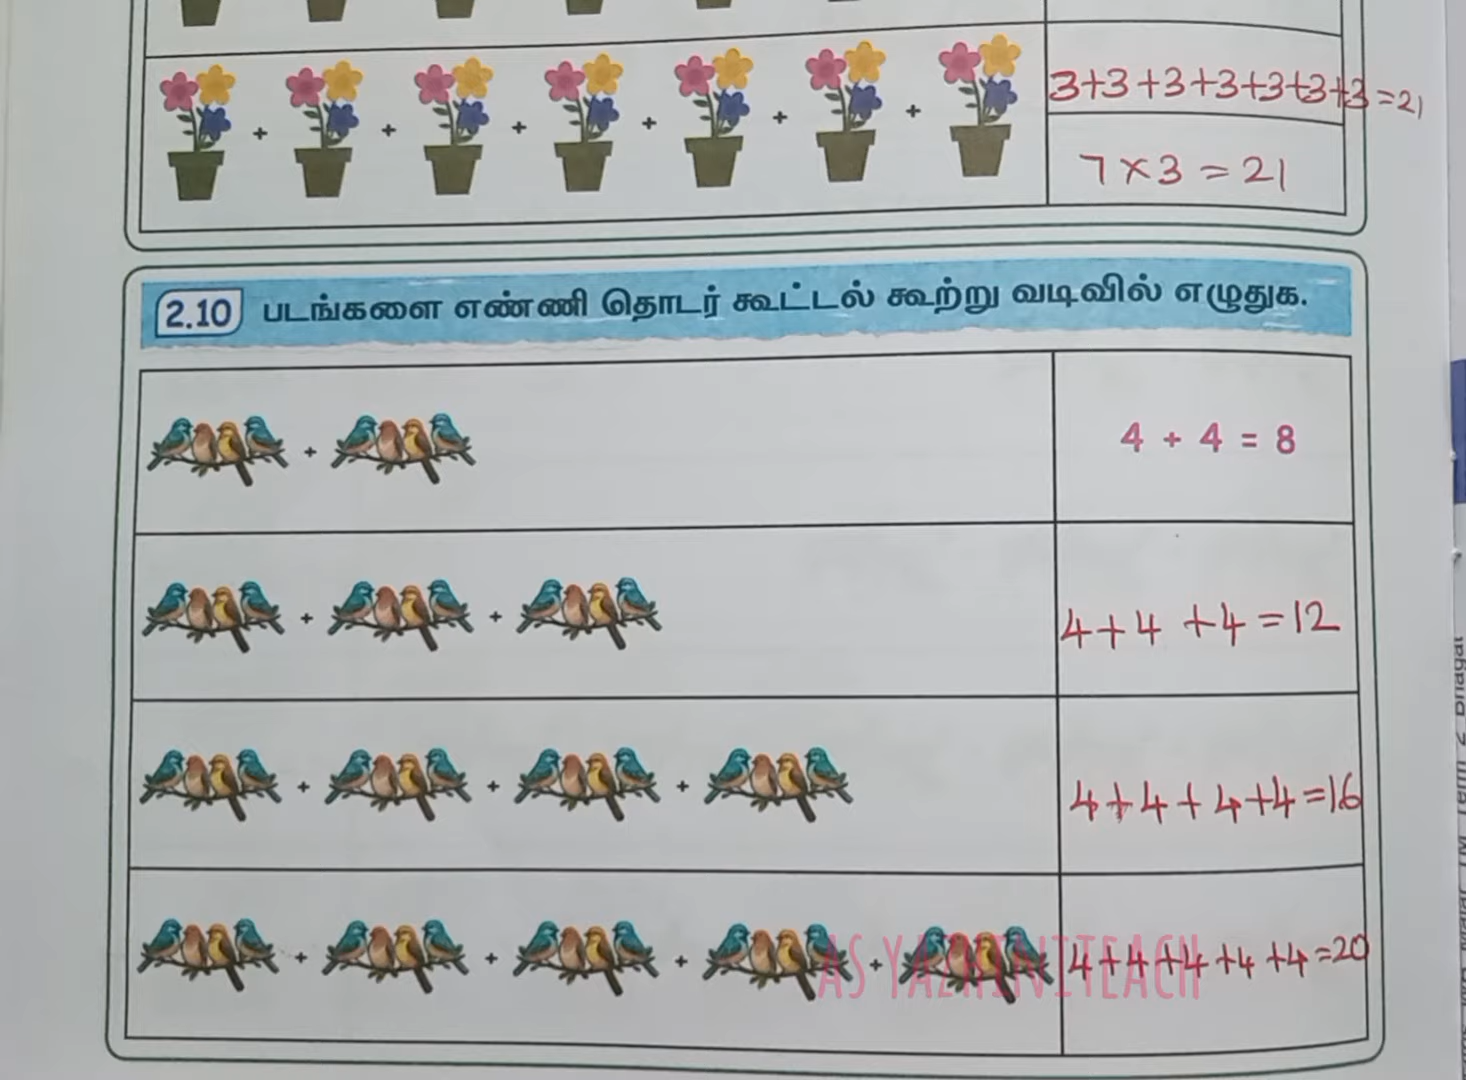 3+3+3+3+3+3+3=21
7×3=21
2.10 படங்களை எண்ணி தொடர் கூட்டல் கூற்று வடிவில் எழுதுக.
4 + 4 = 8
4+4+4=12
4+4+4+4=16
4+4+4+4+4=20
AS YAZHINITEACH